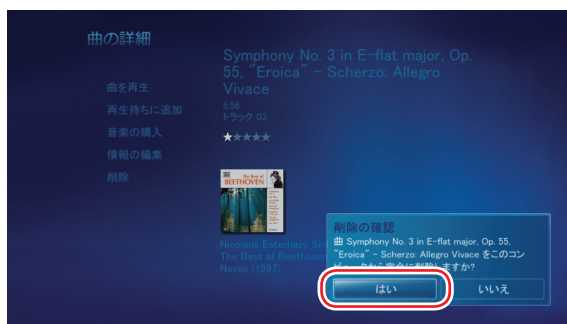 曲の詳細
Symphony No. 3 in E-flat major, Op.
55, "Eroica" - Scherzo: Allegro
Vivace
5:58
トラック 03
曲を再生
再生待ちに追加
音楽の購入
情報の編集
削除
The Best of
BEETHOVEN
Nicolaus Esterhazy
The Best of Beethoven
Naxos (1997)
削除の確認
曲 Symphony No. 3 in E-flat major, Op. 55,
"Eroica" - Scherzo: Allegro Vivace をこのコン
ピュータから完全に削除しますか?
はい
いいえ